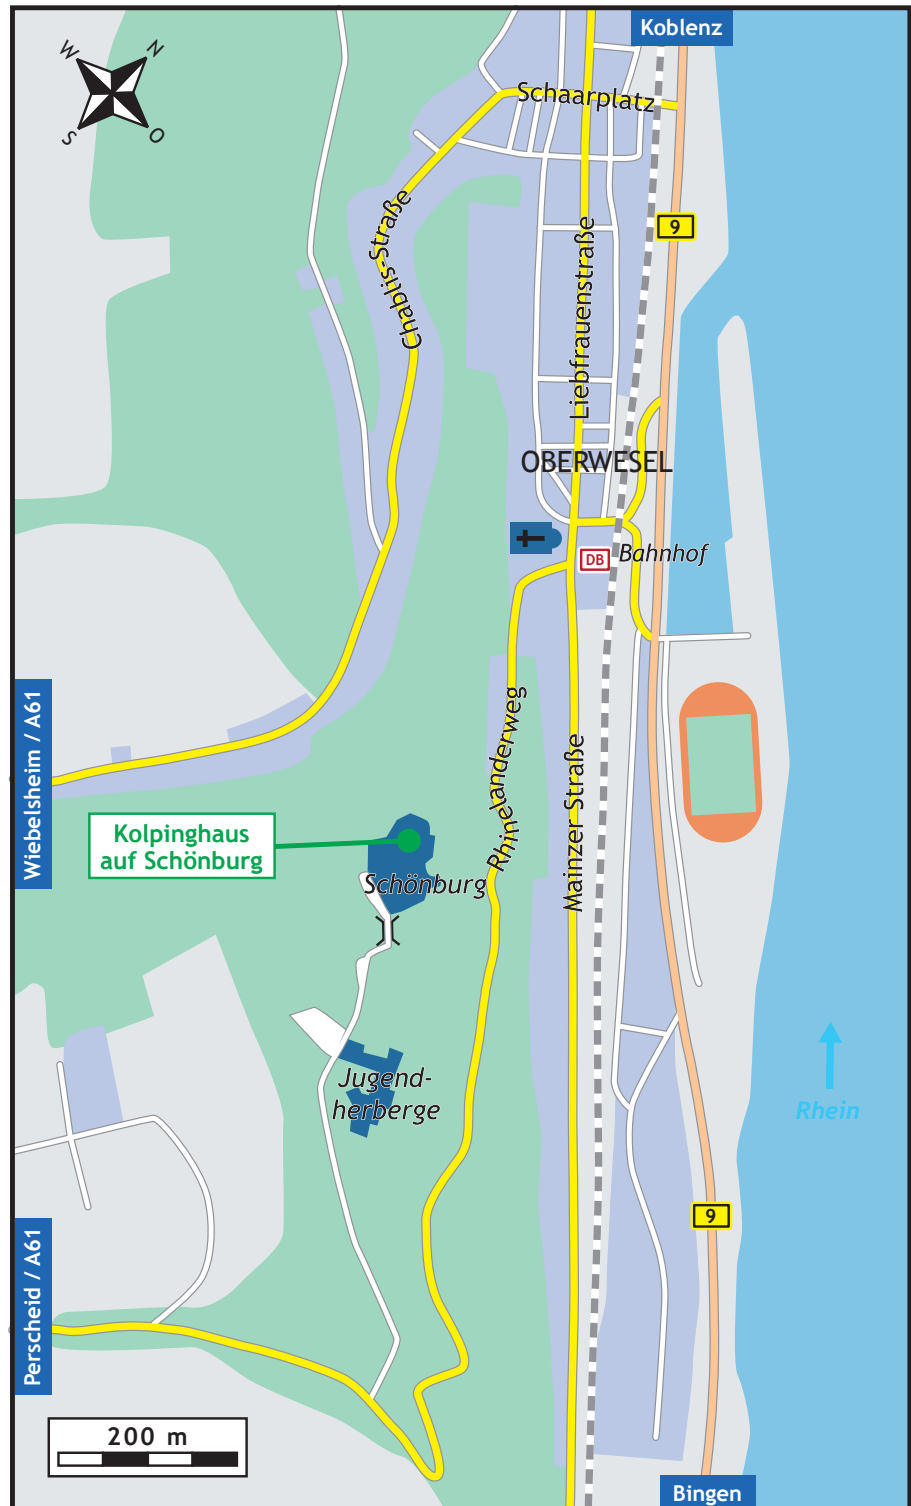 Koblenz
W
N
S
O
Schaarplatz
Chablis-Straße
9
Liebfrauenstraße
OBERWESEL
DB
Bahnhof
Wiebelsheim / A61
Rhinelanderweg
Mainzer Straße
Kolpinghaus
auf Schönburg
Schönburg
Jugend-
herberge
Rhein
9
Perscheid / A61
200 m
Bingen